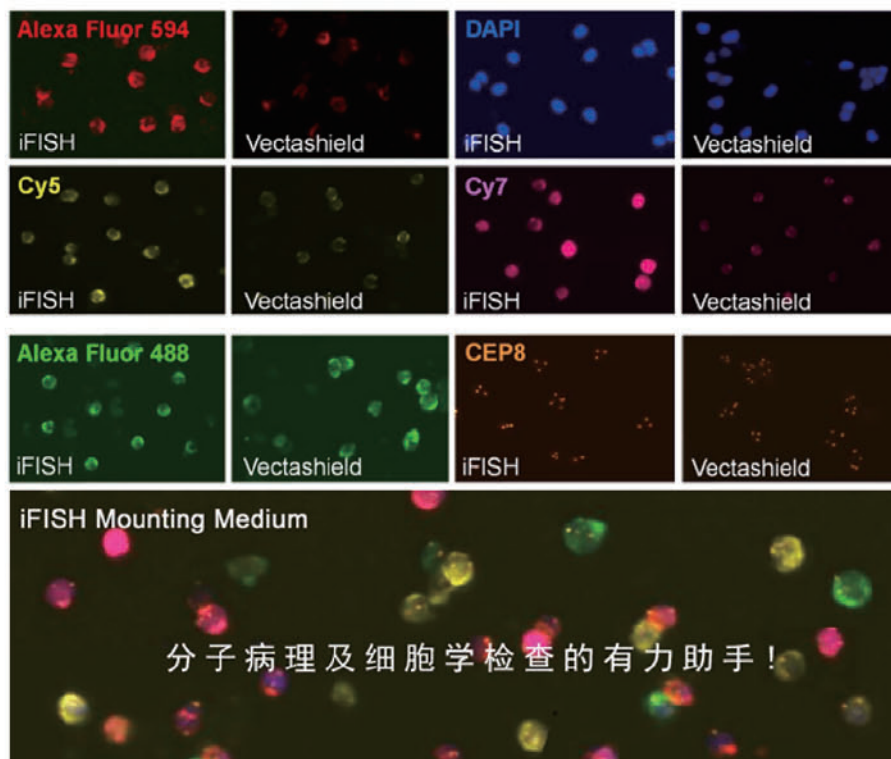 Alexa Fluor 594
DAPI
iFISH
Vectashield
iFISH
Vectashield
Cy5
Cy7
iFISH
Vectashield
iFISH
Vectashield
Alexa Fluor 488
CEP8
iFISH
Vectashield
iFISH
Vectashield
iFISH Mounting Medium
分子病理及细胞学检查的有力助手!